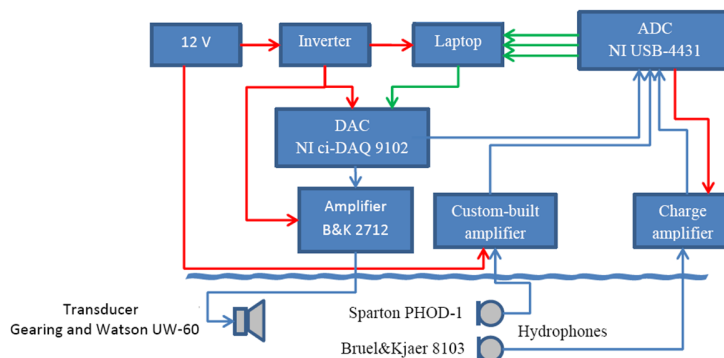 12 V
Inverter
Laptop
ADC
NI USB-4431
DAC
NI ci-DAQ 9102
Amplifier
B&K 2712
Custom-built
amplifier
Charge
amplifier
Transducer
Gearing and Watson UW-60
Sparton PHOD-1
Hydrophones
Bruel&Kjaer 8103